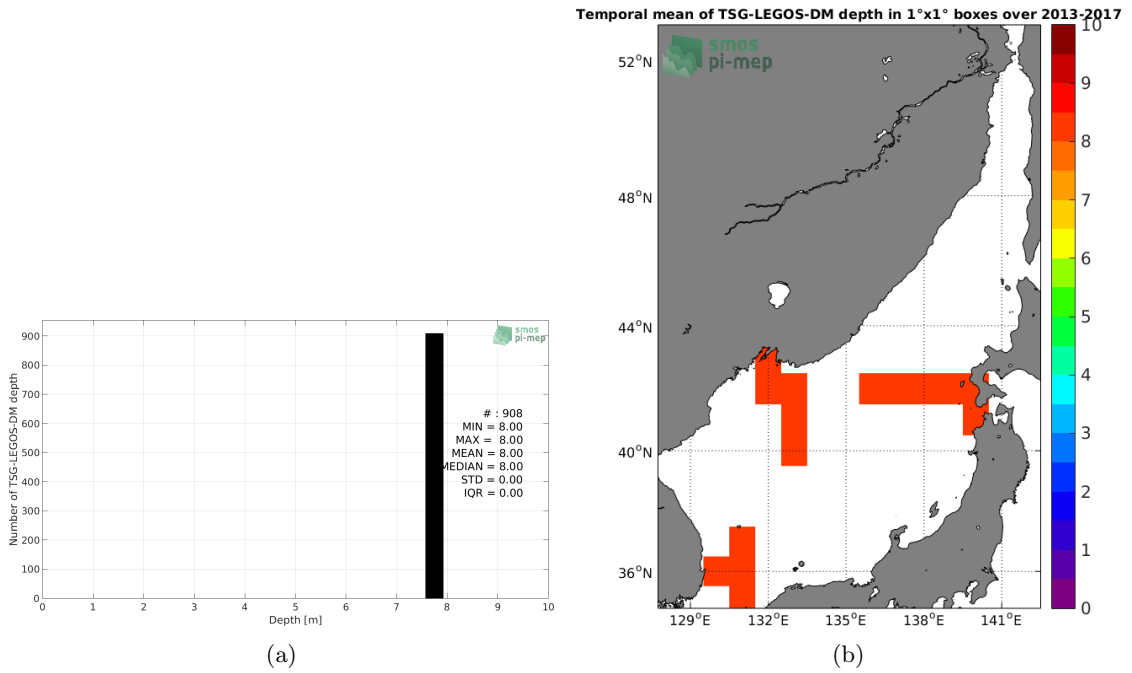 Temporal mean of TSG-LEGOS-DM depth in 1°x1° boxes over 2013-2017
smos
pi-mep
52°N
48°N
44°N
40°N
36°N
129°E
132°E
135°E
138°E
141°E
10
9
8
7
6
5
4
3
2
1
0
smos
pi-mep
Number of TSG-LEGOS-DM depth
900
800
700
600
500
400
300
200
100
0
# : 908
MIN = 8.00
MAX = 8.00
MEAN = 8.00
MEDIAN = 8.00
STD = 0.00
IQR = 0.00
0 1 2 3 4 5 6 7 8 9 10
Depth [m]
(a)
(b)